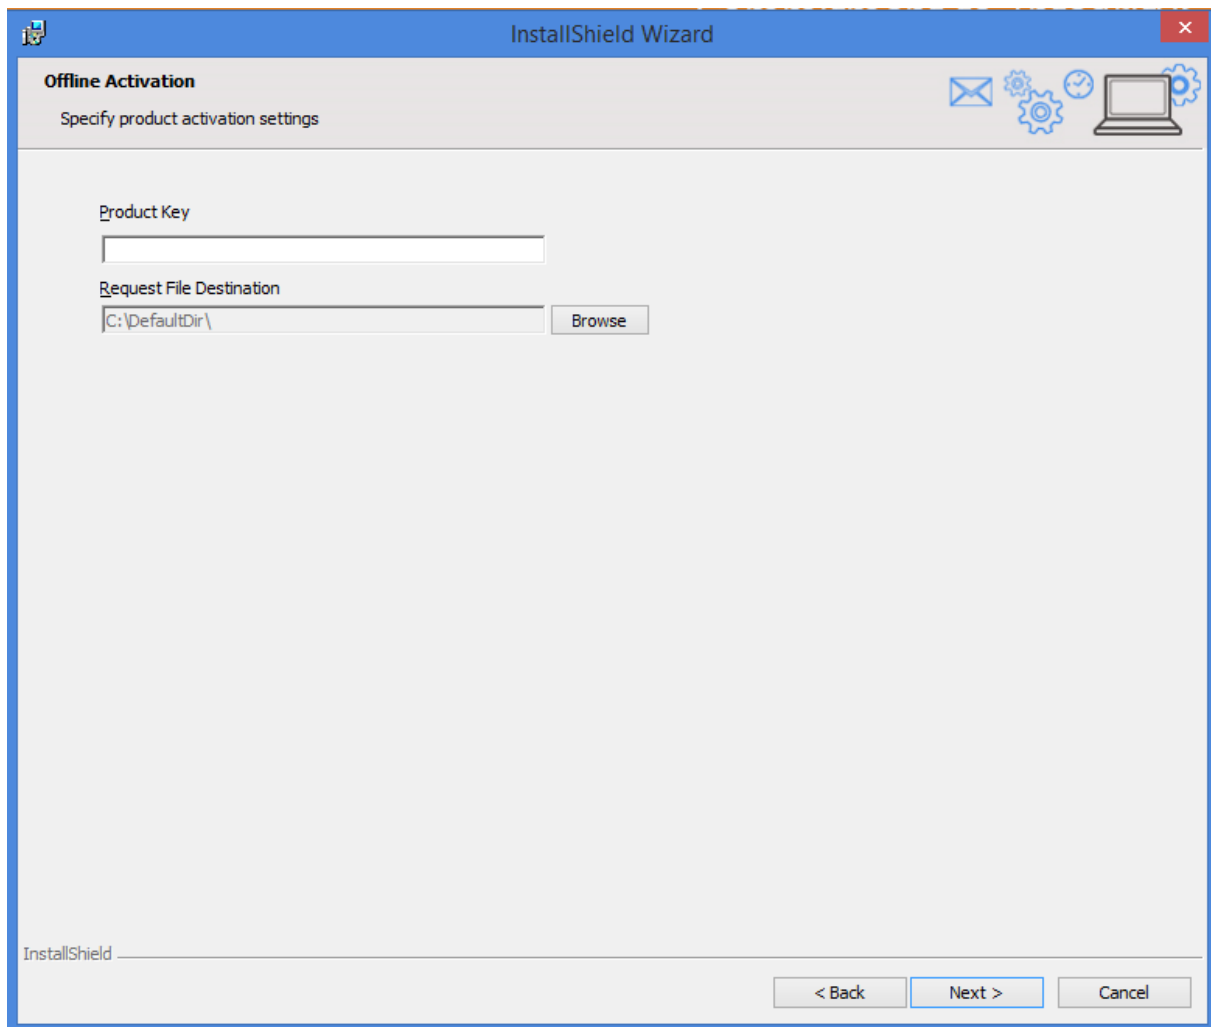 InstallShield Wizard
Offline Activation
Specify product activation settings
Product Key
Request File Destination
C:\DefaultDir\
Browse
InstallShield
< Back
Next >
Cancel